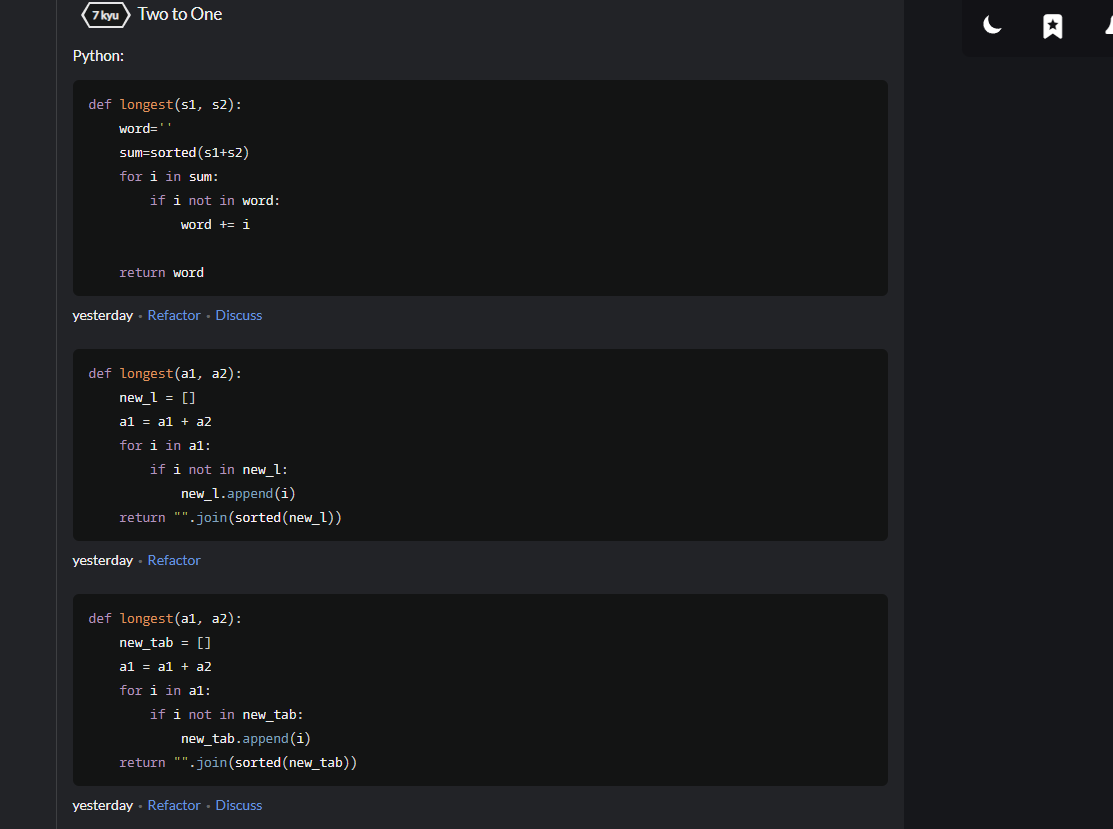 7 kyu Two to One
Python:
def longest(s1, s2):
    word=''
    sum=sorted(s1+s2)
    for i in sum:
        if i not in word:
            word += i
    return word
yesterday • Refactor • Discuss
def longest(a1, a2):
    new_l = []
    a1 = a1 + a2
    for i in a1:
        if i not in new_l:
            new_l.append(i)
    return "".join(sorted(new_l))
yesterday • Refactor
def longest(a1, a2):
    new_tab = []
    a1 = a1 + a2
    for i in a1:
        if i not in new_tab:
            new_tab.append(i)
    return "".join(sorted(new_tab))
yesterday • Refactor • Discuss